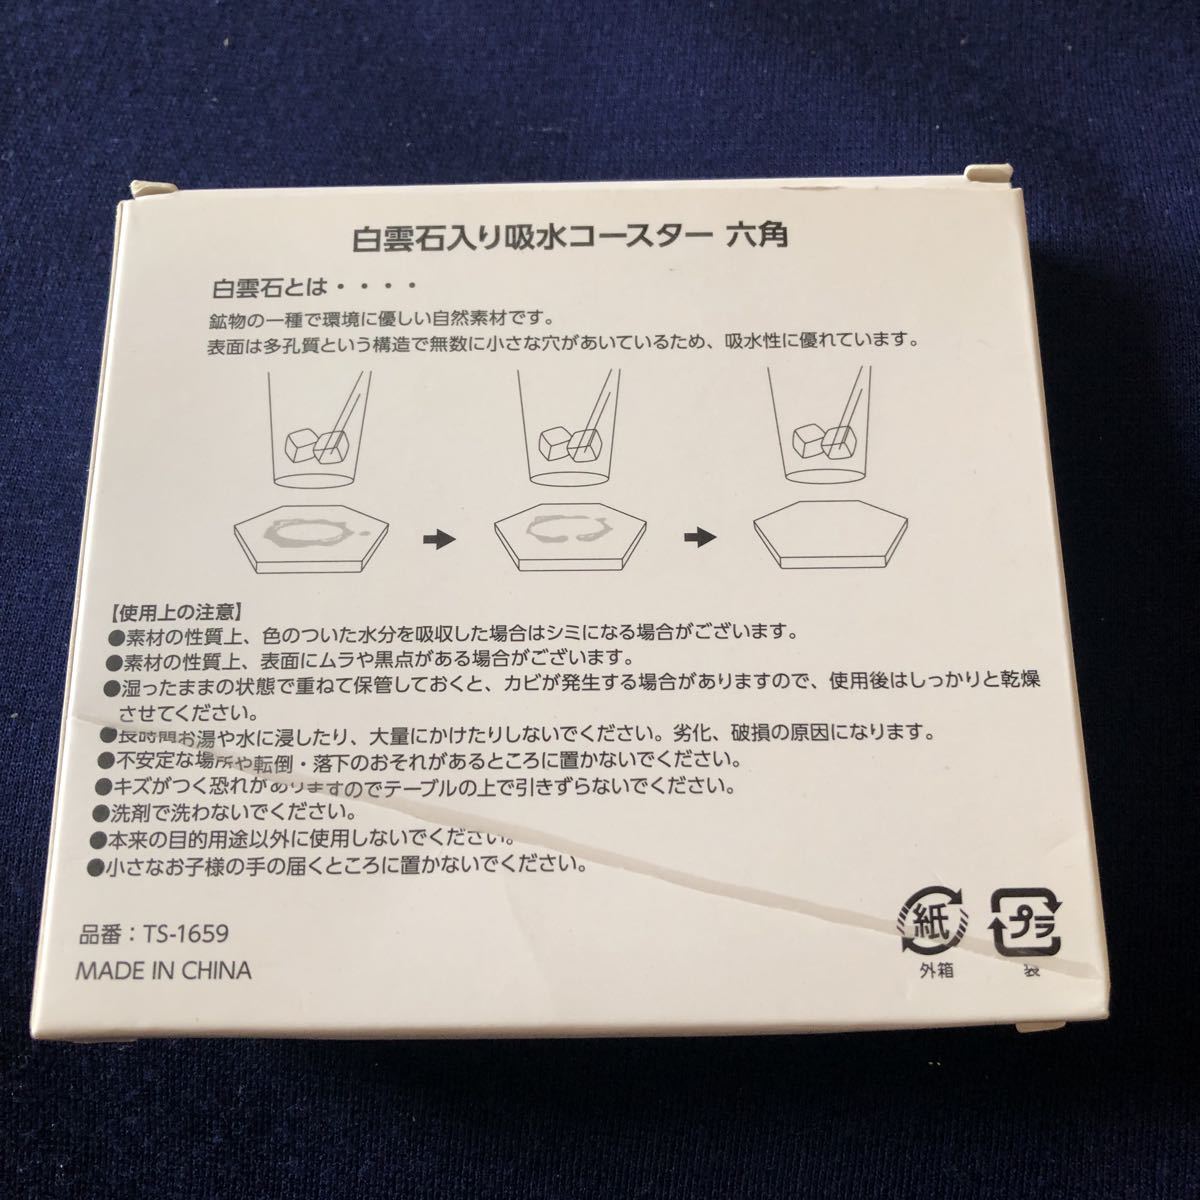 白雲石入り吸水コースター 六角
白雲石とは・・・・
鉱物の一種で環境に優しい自然素材です。
表面は多孔質という構造で無数に小さな穴があいているため、吸水性に優れています。
【使用上の注意】
●素材の性質上、色のついた水分を吸収した場合はシミになる場合がございます。
●素材の性質上、表面にムラや黒点がある場合がございます。
●湿ったままの状態で重ねて保管しておくと、カビが発生する場合がありますので、使用後はしっかりと乾燥
させてください。
●長時間お湯や水に浸したり、大量にかけたりしないでください。劣化、破損の原因になります。
●不安定な場所や転倒・落下のおそれがあるところに置かないでください。
●キズがつく恐れがありますのでテーブルの上で引きずらないでください。
●洗剤で洗わないでください。
●本来の目的用途以外に使用しないでください。
●小さなお子様の手の届くところに置かないでください。
品番：TS-1659
MADE IN CHINA
紙 プラ
外箱 袋